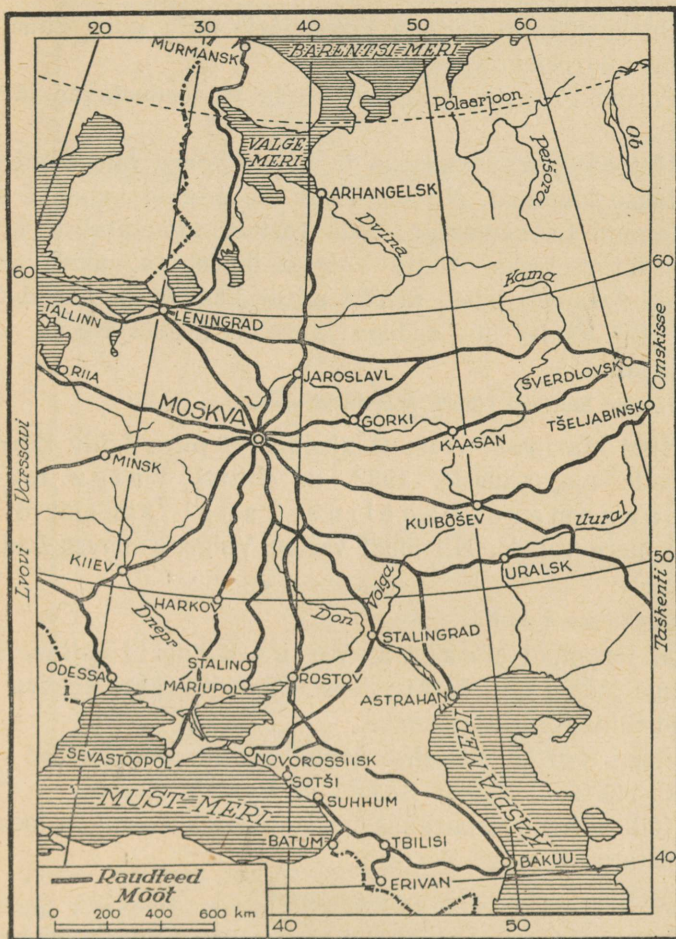 20 30 40 50 60
MURMANSK
BARENTSI-MERI
Polaarjoon
Petšora
Ob
VALGE
MERI
ARHANGELSK
Dvina
60
60
Kama
TALLINN
LENINGRAD
Omskisse
RIIA
JAROSLAVL
SVERDLOVSK
MOSKVA
GORKI
KAASAN
TŠELJABINSK
Varssavi
MINSK
KUIBÕŠEV
Uural
KIIEV
Volga
URALSK
50
Lvovi
HARKOV
Dnepr
Don
STALINGRAD
Taškenti
ODESSA
STALINO
MARIUPOL
ROSTOV
ASTRAHAN
SEVASTOOPOL
NOVOROSSIISK
KASPIA MERI
SOTŠI
MUST-MERI
SUHHUM
BATUM
TBILISI
BAKUU
40
ERIVAN
Raudteed
Mõõt
0 200 400 600 km
40
50